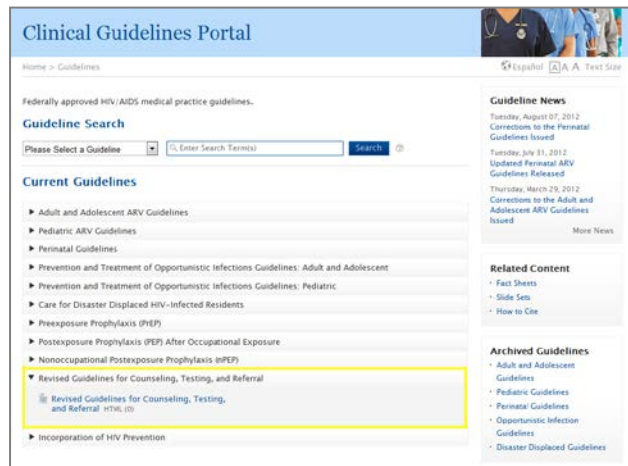 Clinical Guidelines Portal
Home > Guidelines
Español A A A Text Size
Federally approved HIV/AIDS medical practice guidelines.
Guideline Search
Please Select a Guideline
Enter Search Term(s)
Search
Current Guidelines
Adult and Adolescent ARV Guidelines
Pediatric ARV Guidelines
Perinatal Guidelines
Prevention and Treatment of Opportunistic Infections Guidelines: Adult and Adolescent
Prevention and Treatment of Opportunistic Infections Guidelines: Pediatric
Care for Disaster Displaced HIV-Infected Residents
Preexposure Prophylaxis (PrEP)
Postexposure Prophylaxis (PEP) After Occupational Exposure
Nonoccupational Postexposure Prophylaxis (nPEP)
Revised Guidelines for Counseling, Testing, and Referral
Revised Guidelines for Counseling, Testing,
and Referral HTML (0)
Incorporation of HIV Prevention
Guideline News
Tuesday, August 07, 2012
Corrections to the Perinatal
Guidelines Issued
Tuesday, July 31, 2012
Updated Perinatal ARV
Guidelines Released
Thursday, March 29, 2012
Corrections to the Adult and
Adolescent ARV Guidelines
Issued
More News
Related Content
Fact Sheets
Slide Sets
How to Cite
Archived Guidelines
Adult and Adolescent
Guidelines
Pediatric Guidelines
Perinatal Guidelines
Opportunistic Infection
Guidelines
Disaster Displaced Guidelines